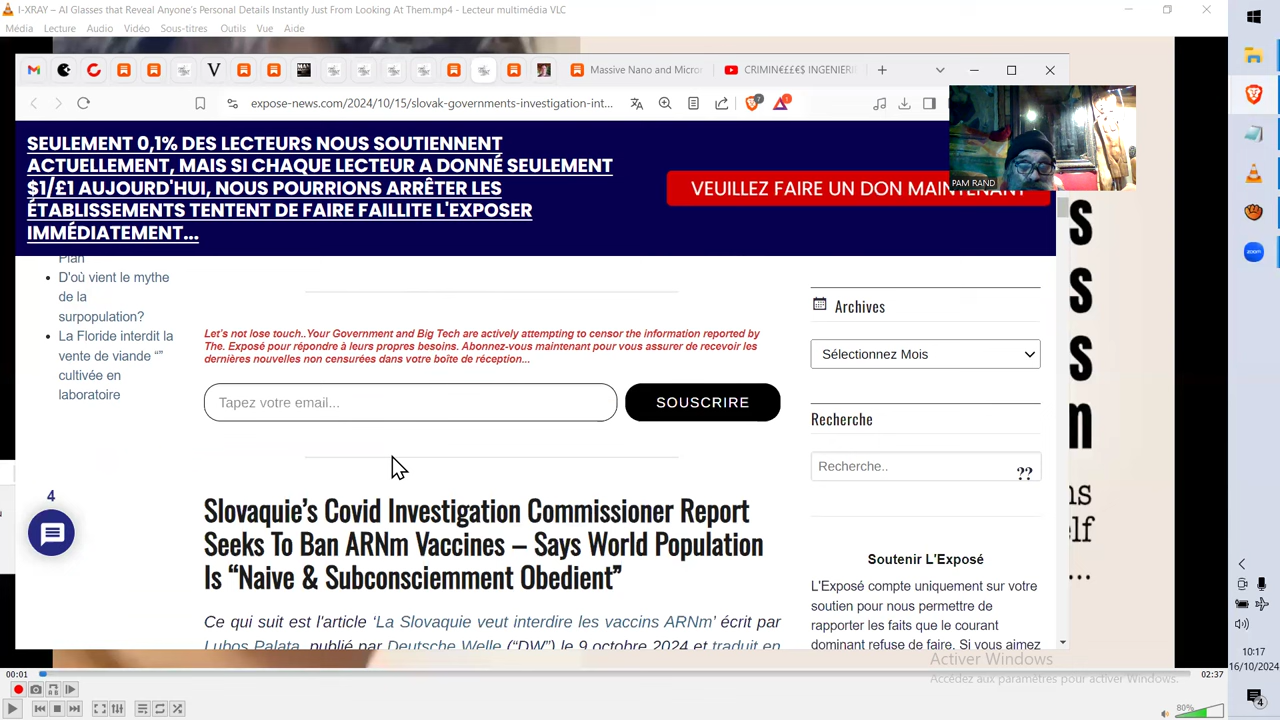 I-XRAY – AI Glasses that Reveal Anyone's Personal Details Instantly Just From Looking At Them.mp4 - Lecteur multimédia VLC
Média Lecture Audio Vidéo Sous-titres Outils Vue Aide
Massive Nano and Micro
CRIMIN€££€$ INGENIERI
expose-news.com/2024/10/15/slovak-governments-investigation-int...
7
1
PAM RAND
SEULEMENT 0,1% DES LECTEURS NOUS SOUTIENNENT
ACTUELLEMENT, MAIS SI CHAQUE LECTEUR A DONNÉ SEULEMENT
$1/£1 AUJOURD'HUI, NOUS POURRIONS ARRÊTER LES
ÉTABLISSEMENTS TENTENT DE FAIRE FAILLITE L'EXPOSER
IMMÉDIATEMENT...
VEUILLEZ FAIRE UN DON MAINTENANT
Plan
D'où vient le mythe
de la
surpopulation?
La Floride interdit la
vente de viande “”
cultivée en
laboratoire
4
Let’s not lose touch..Your Government and Big Tech are actively attempting to censor the information reported by
The. Exposé pour répondre à leurs propres besoins. Abonnez-vous maintenant pour vous assurer de recevoir les
dernières nouvelles non censurées dans votre boîte de réception...
Tapez votre email...
SOUSCRIRE
Slovaquie’s Covid Investigation Commissioner Report
Seeks To Ban ARNm Vaccines – Says World Population
Is “Naive & Subconsciemment Obedient”
Ce qui suit est l'article ‘La Slovaquie veut interdire les vaccins ARNm’ écrit par
Lubos Palata, publié par Deutsche Welle (“DW”) le 9 octobre 2024 et traduit en
Archives
Sélectionnez Mois
Recherche
Recherche..
??
Soutenir L'Exposé
L'Exposé compte uniquement sur votre
soutien pour nous permettre de
rapporter les faits que le courant
dominant refuse de faire. Si vous aimez
s
s
s
m
ns
elf
...
Activer Windows
Accédez aux paramètres pour activer Windows.
00:01
02:37
80%
zoom
10:17
16/10/2024
4